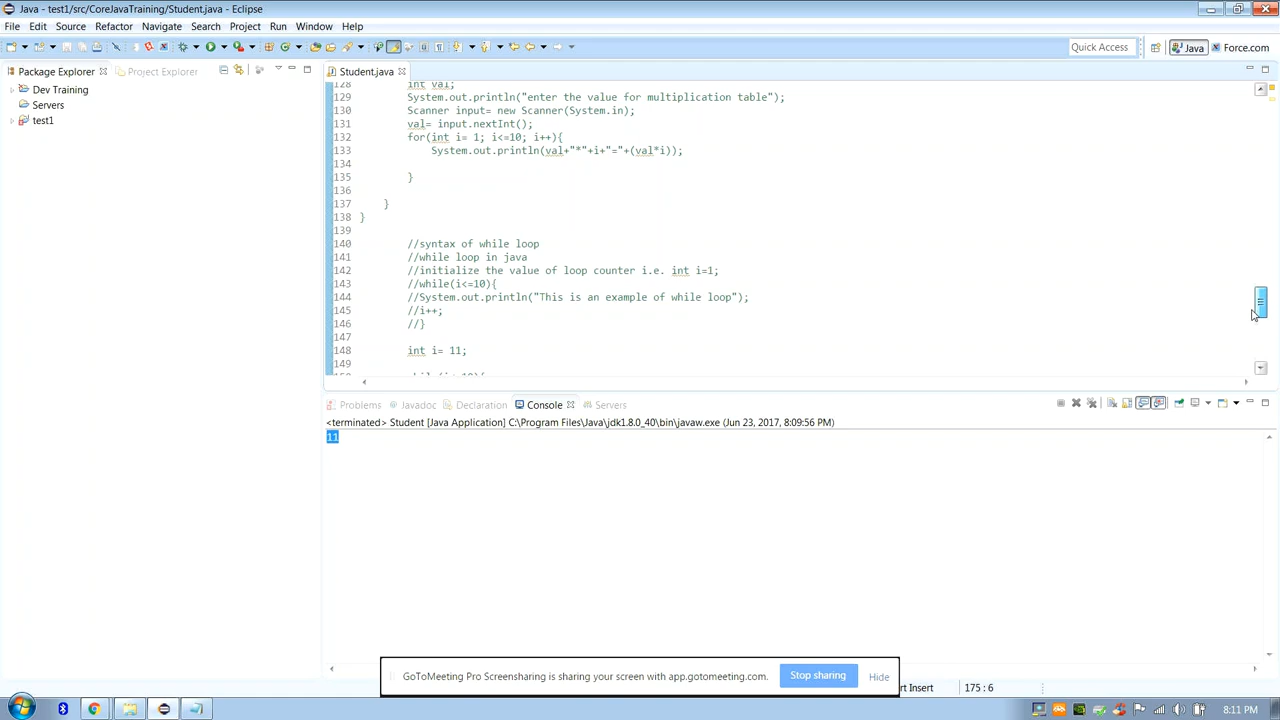 Java - test1/src/CoreJavaTraining/Student.java - Eclipse
File Edit Source Refactor Navigate Search Project Run Window Help
Quick Access Java Force.com
Package Explorer Project Explorer
Student.java
Dev Training
Servers
test1
128 int val;
129 System.out.println("enter the value for multiplication table");
130 Scanner input= new Scanner(System.in);
131 val= input.nextInt();
132 for(int i= 1; i<=10; i++){
133 System.out.println(val+"*"+i+"="+(val*i));
134
135 }
136
137 }
138 }
139
140 //syntax of while loop
141 //while loop in java
142 //initialize the value of loop counter i.e. int i=1;
143 //while(i<=10){
144 //System.out.println("This is an example of while loop");
145 //i++;
146 //}
147
148 int i= 11;
149
Problems Javadoc Declaration Console Servers
<terminated> Student [Java Application] C:\Program Files\Java\jdk1.8.0_40\bin\javaw.exe (Jun 23, 2017, 8:09:56 PM)
11
GoToMeeting Pro Screensharing is sharing your screen with app.gotomeeting.com. Stop sharing Hide
rt Insert 175 : 6
8:11 PM